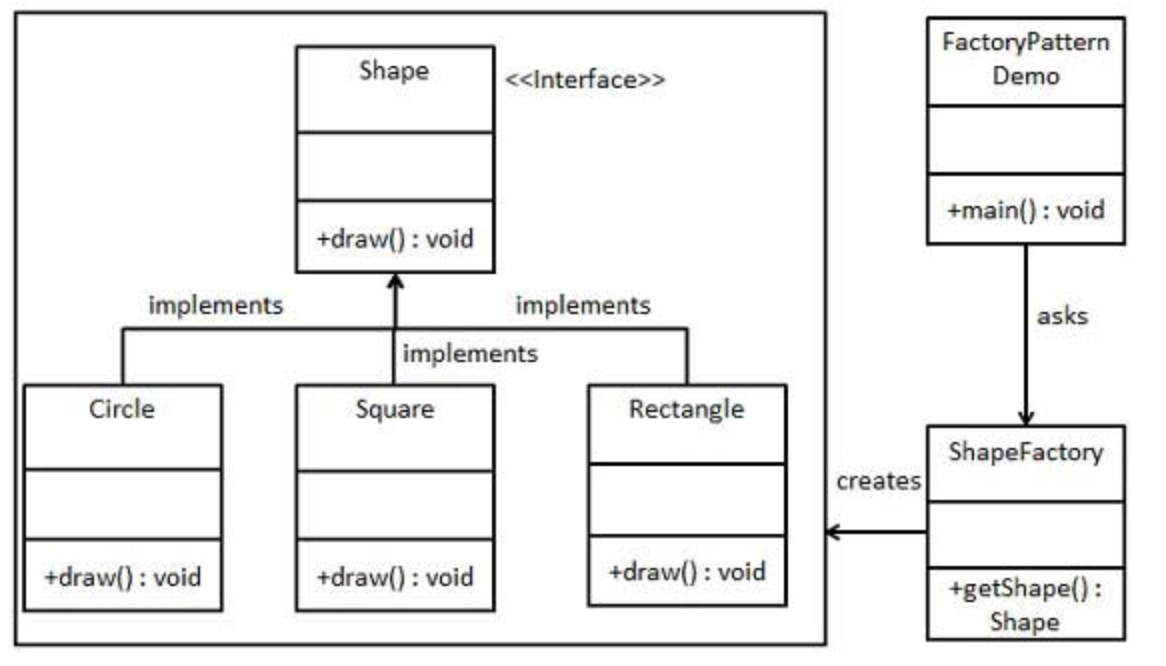 Shape
<<Interface>>
+draw() : void
implements
implements
implements
Circle
+draw() : void
Square
+draw() : void
Rectangle
+draw() : void
FactoryPattern
Demo
+main() : void
asks
creates
ShapeFactory
+getShape() :
Shape